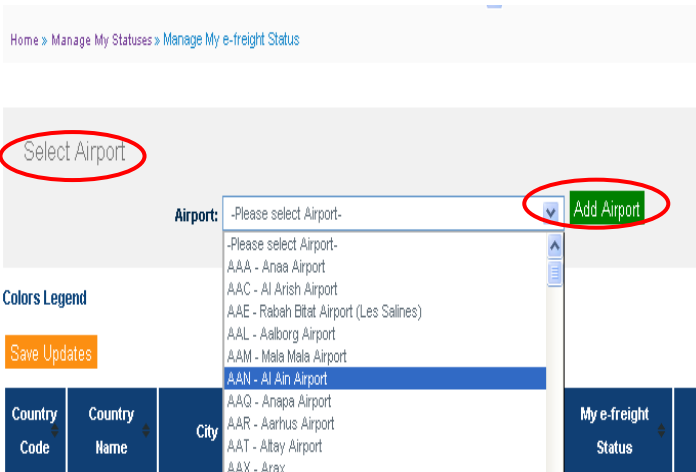 Home » Manage My Statuses » Manage My e-freight Status
Select Airport
Airport: -Please select Airport- Add Airport
-Please select Airport-
AAA - Anaa Airport
AAC - Al Arish Airport
AAE - Rabah Bitat Airport (Les Salines)
AAL - Aalborg Airport
AAM - Mala Mala Airport
AAN - Al Ain Airport
AAQ - Anapa Airport
AAR - Aarhus Airport
AAT - Altay Airport
AAX - Arax
Colors Legend
Save Updates
Country Code
Country Name
City
My e-freight Status